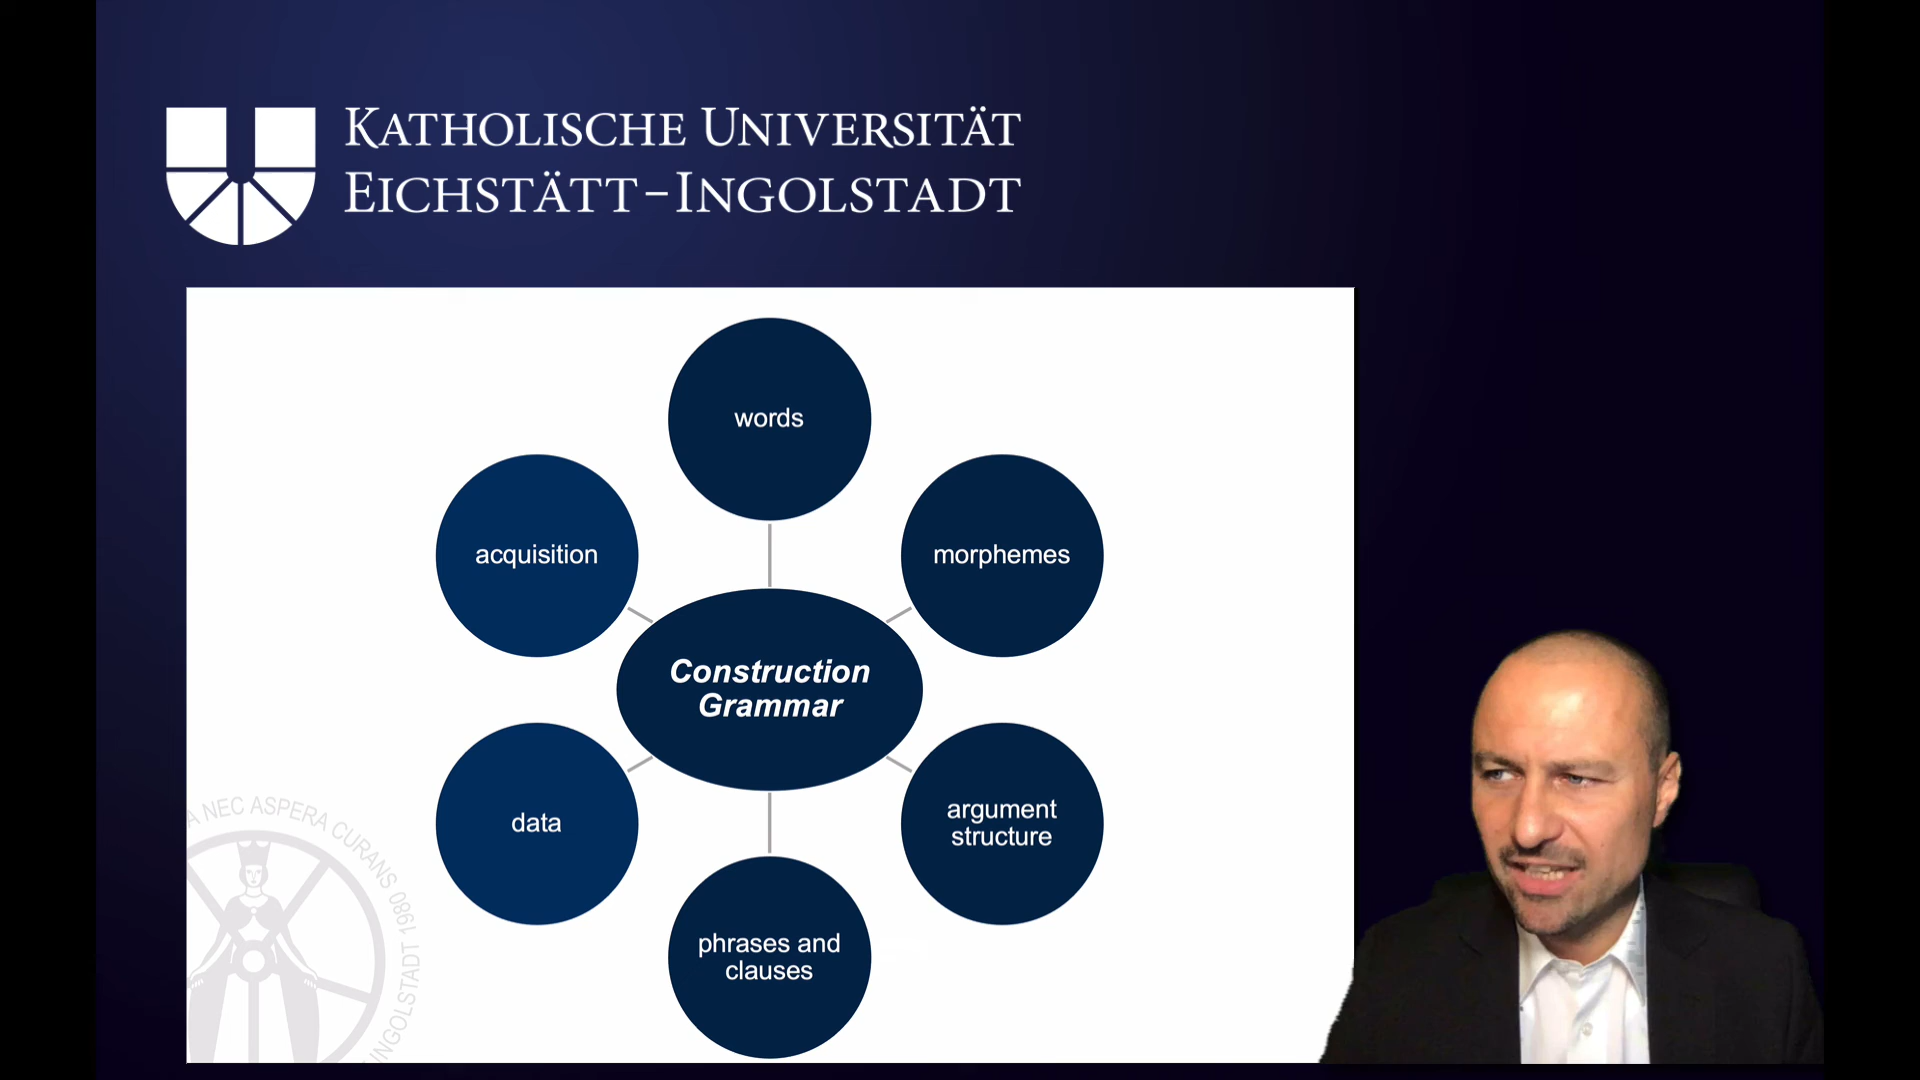 KATHOLISCHE UNIVERSITÄT
EICHSTÄTT–INGOLSTADT
words
acquisition
morphemes
Construction
Grammar
data
argument
structure
phrases and
clauses
A NEC ASPERA CURANS 0861 INGOLSTADT